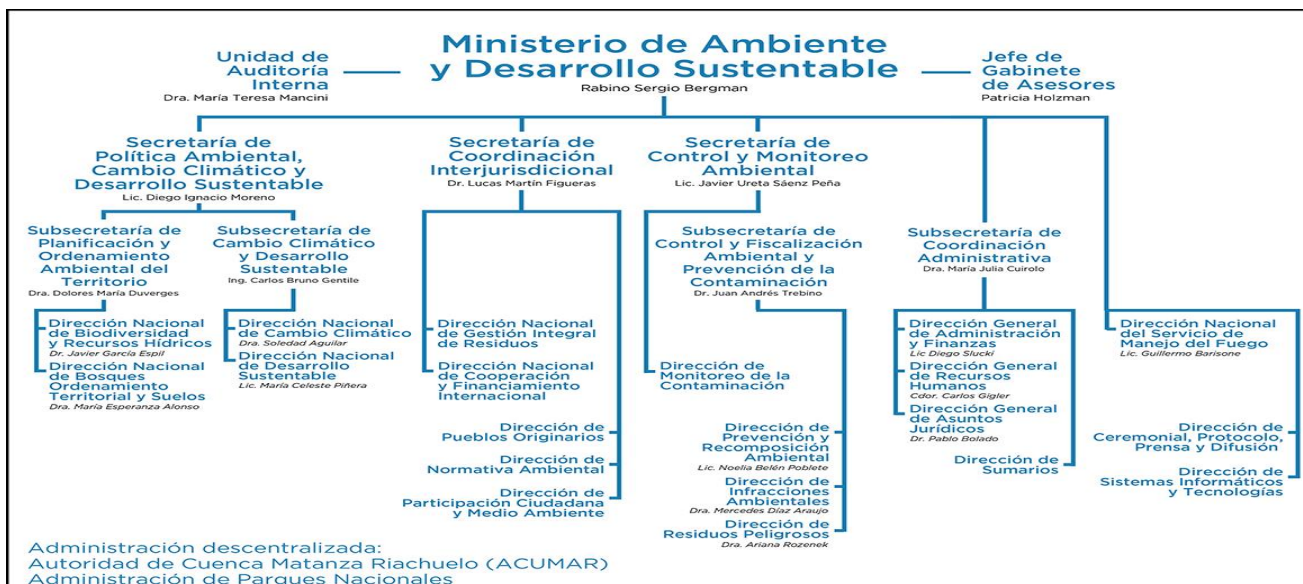 Ministerio de Ambiente
y Desarrollo Sustentable
Rabino Sergio Bergman
Unidad de
Auditoría
Interna
Dra. María Teresa Mancini
Jefe de
Gabinete
de Asesores
Patricia Holzman
Secretaría de
Política Ambiental,
Cambio Climático y
Desarrollo Sustentable
Lic. Diego Ignacio Moreno
Secretaría de
Coordinación
Interjurisdicional
Dr. Lucas Martín Figueras
Secretaría de
Control y Monitoreo
Ambiental
Lic. Javier Ureta Sáenz Peña
Subsecretaría de
Planificación y
Ordenamiento
Ambiental del
Territorio
Dra. Dolores María Duverges
Subsecretaría de
Cambio Climático
y Desarrollo
Sustentable
Ing. Carlos Bruno Gentile
Subsecretaría de
Control y Fiscalización
Ambiental y
Prevención de la
Contaminación
Dr. Juan Andrés Trebino
Subsecretaría de
Coordinación
Administrativa
Dra. María Julia Cuirolo
Dirección Nacional
de Biodiversidad
y Recursos Hídricos
Dr. Javier García Espil
Dirección Nacional
de Bosques
Ordenamiento
Territorial y Suelos
Dra. María Esperanza Alonso
Dirección Nacional
de Cambio Climático
Dra. Soledad Aguilar
Dirección Nacional
de Desarrollo
Sustentable
Lic. María Celeste Piñera
Dirección Nacional
de Gestión Integral
de Residuos
Dirección Nacional
de Cooperación
y Financiamiento
Internacional
Dirección de
Pueblos Originarios
Dirección de
Normativa Ambiental
Dirección de
Participación Ciudadana
y Medio Ambiente
Dirección de
Monitoreo de la
Contaminación
Dirección de
Prevención y
Recomposición
Ambiental
Lic. Noelia Belén Poblete
Dirección de
Infracciones
Ambientales
Dra. Mercedes Díaz Araujo
Dirección de
Residuos Peligrosos
Dra. Ariana Rozenek
Dirección General
de Administración
y Finanzas
Lic Diego Slucki
Dirección General
de Recursos
Humanos
Cdor. Carlos Gigler
Dirección General
de Asuntos
Jurídicos
Dr. Pablo Bolado
Dirección de
Sumarios
Dirección Nacional
del Servicio de
Manejo del Fuego
Lic. Guillermo Barisone
Dirección de
Ceremonial, Protocolo,
Prensa y Difusión
Dirección de
Sistemas Informáticos
y Tecnologías
Administración descentralizada:
Autoridad de Cuenca Matanza Riachuelo (ACUMAR)
Administración de Parques Nacionales